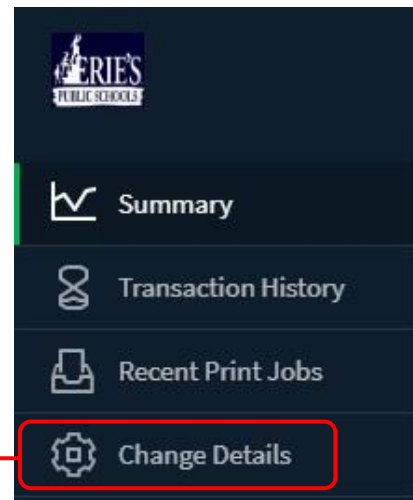 ERIE'S
PUBLIC SCHOOLS
Summary
Transaction History
Recent Print Jobs
Change Details